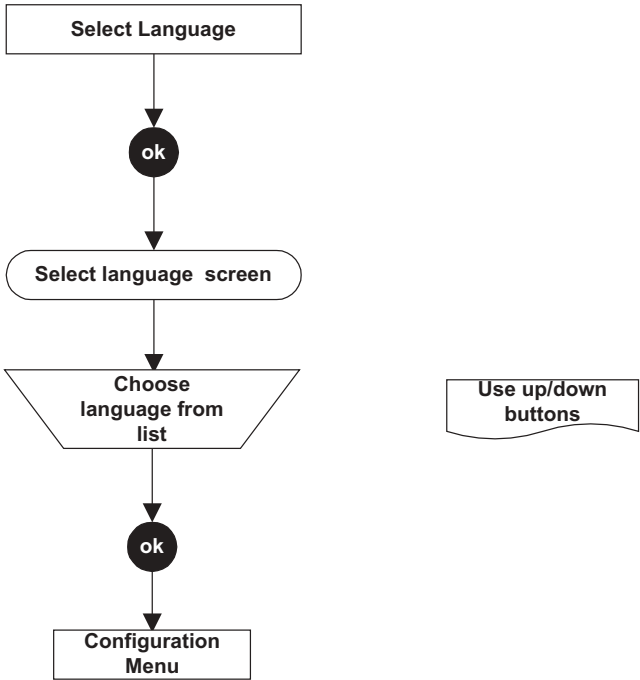 Select Language
ok
Select language screen
Choose
language from
list
Use up/down
buttons
ok
Configuration
Menu